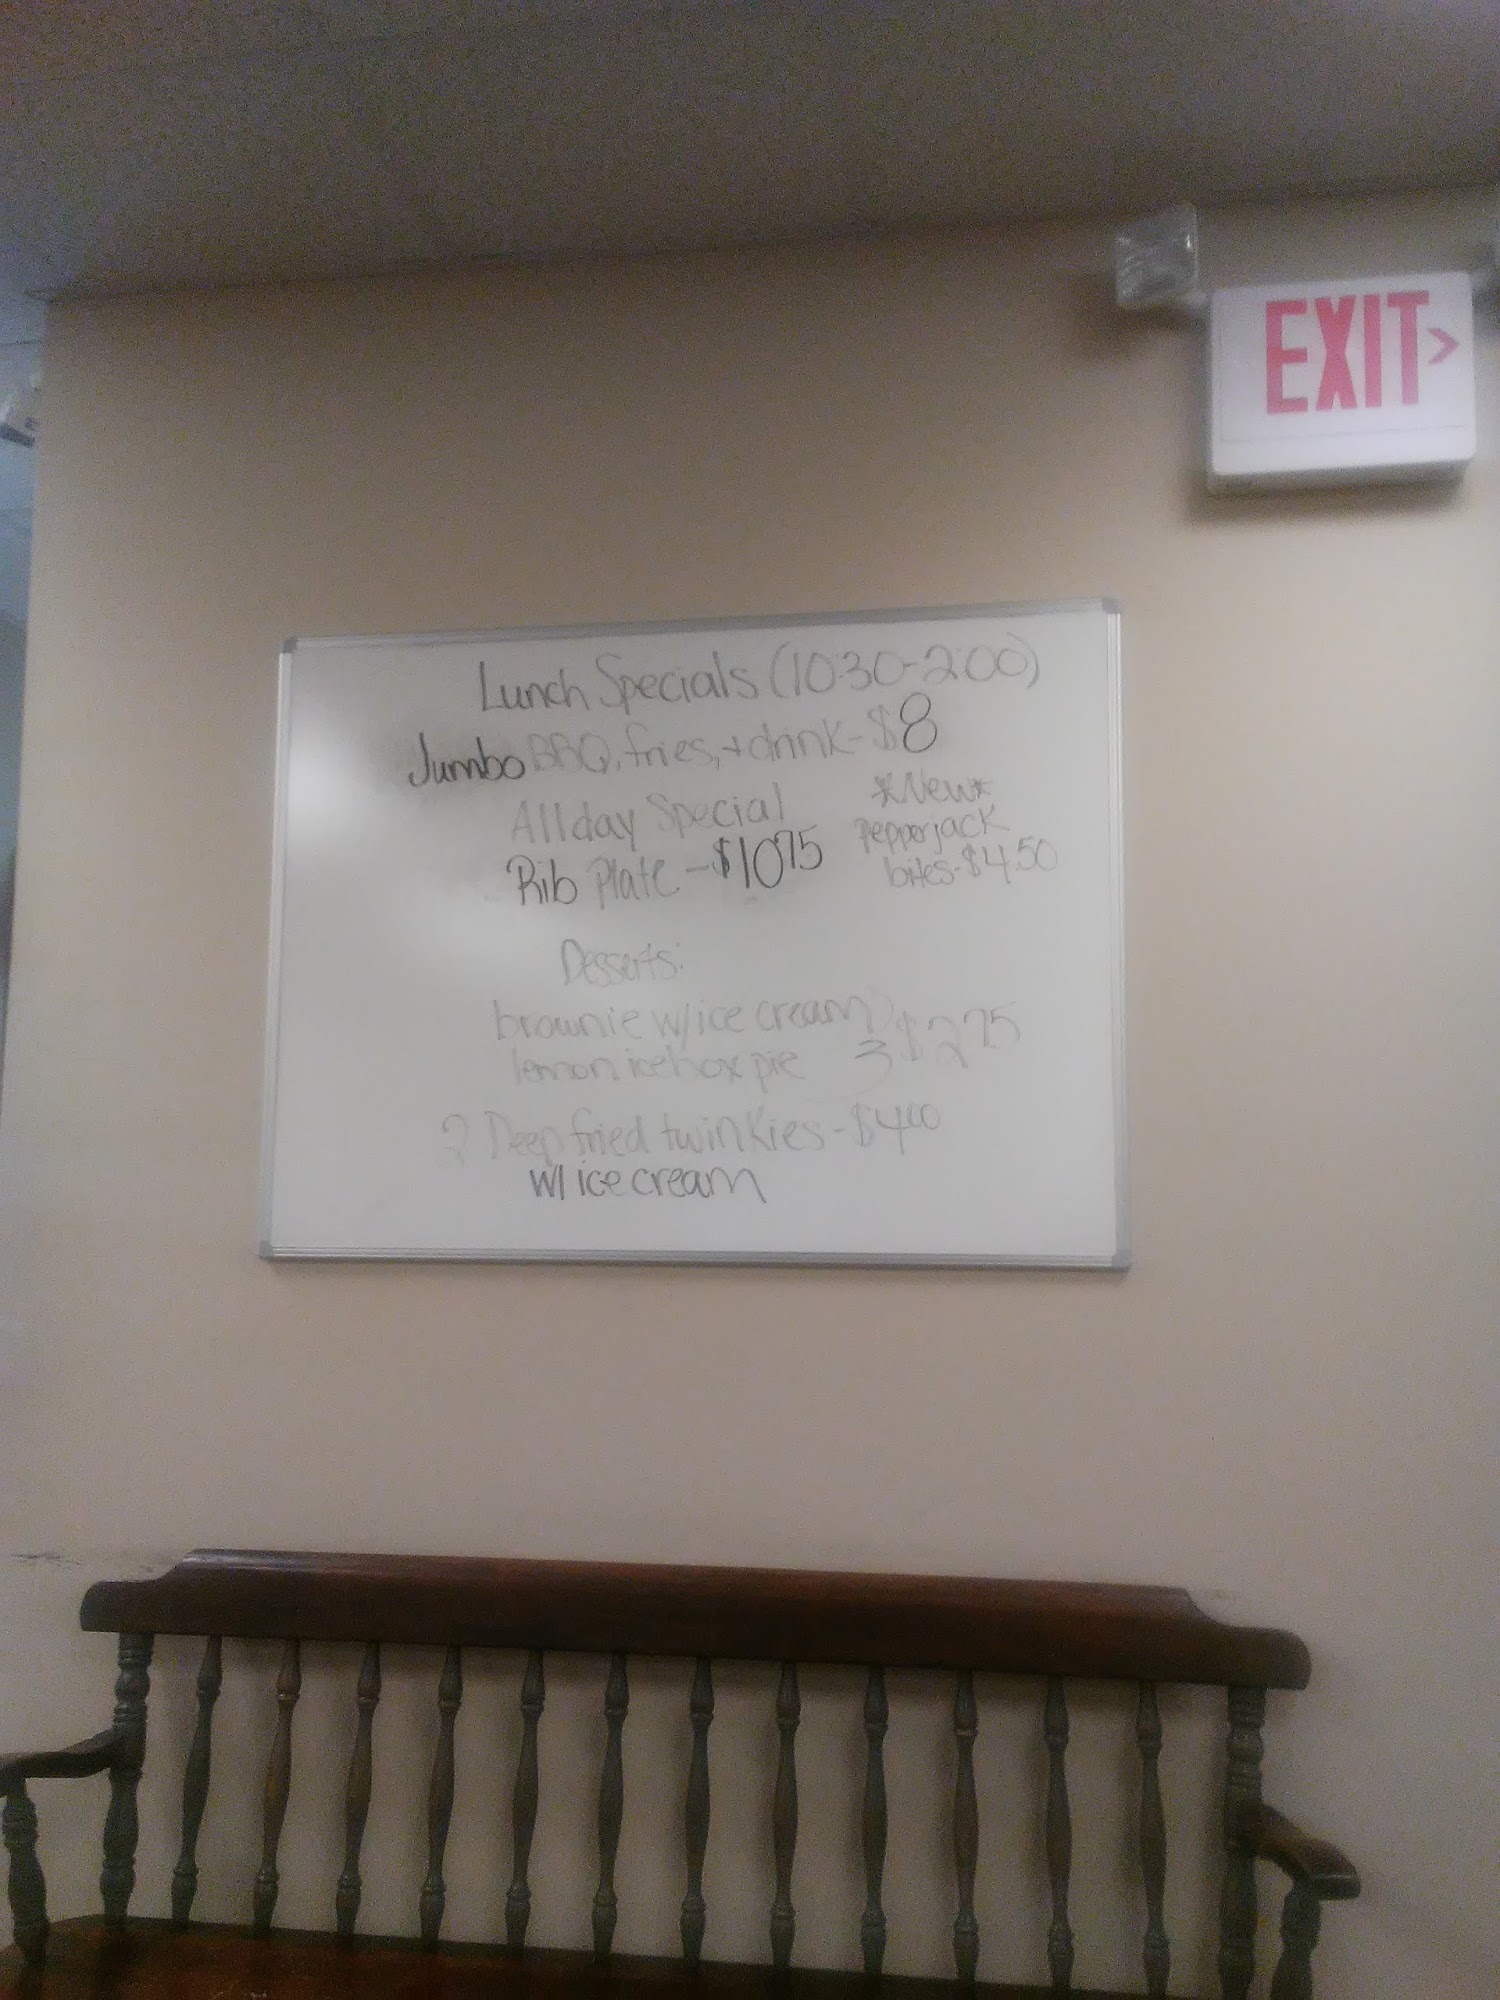 EXIT >
Lunch Specials (10:30-2:00)
Jumbo BBQ, fries, + drink - $8
All day Special
Rib Plate - $10.75
*New*
pepperjack
bites - $4.50
Desserts:
brownie w/ ice cream
lemon icebox pie
} $2.75
2 Deep fried twinkies - $4.00
w/ ice cream